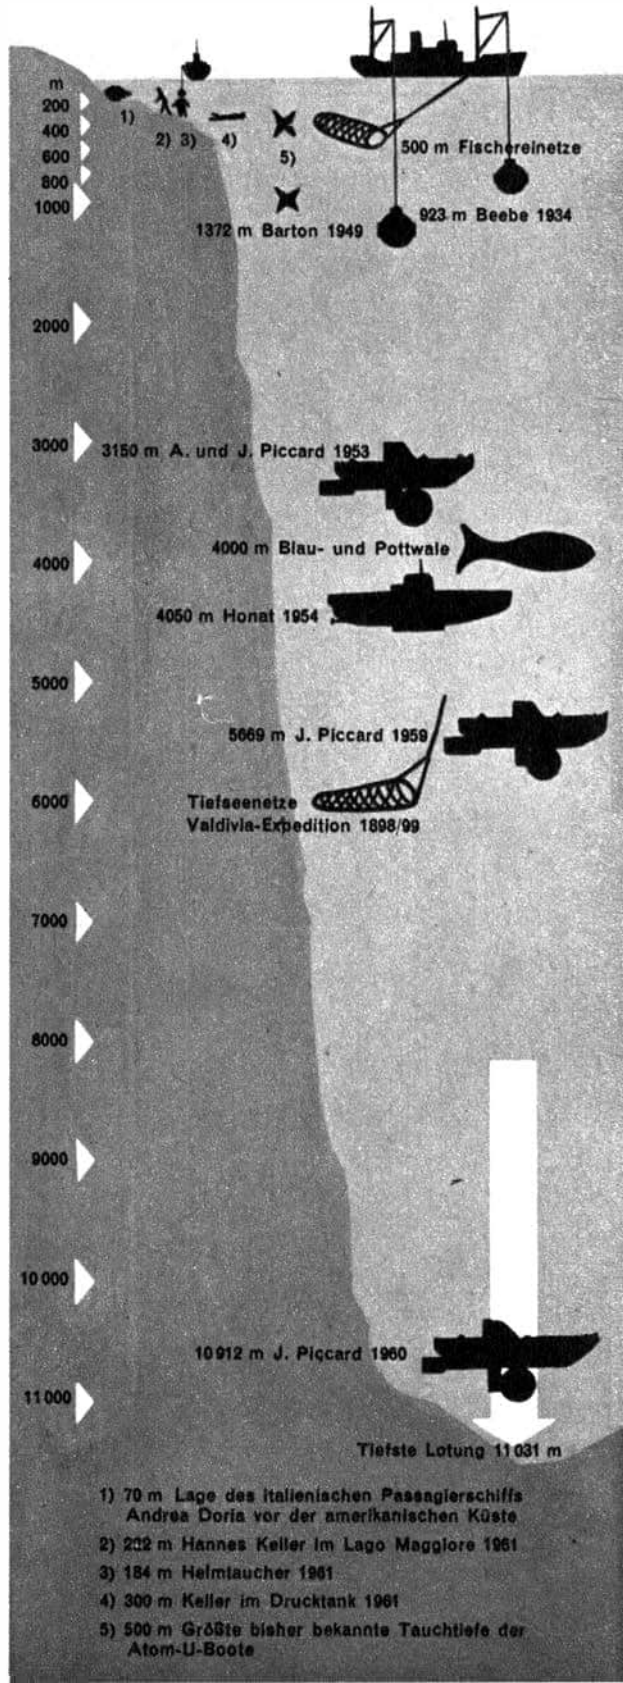 m
200
400
600
800
1000
1)
2)
3)
4)
5)
500 m Fischereinetze
923 m Beebe 1934
1372 m Barton 1949
2000
3000
3150 m A. und J. Piccard 1953
4000 m Blau- und Pottwale
4000
4050 m Honat 1954
5000
5669 m J. Piccard 1959
6000
Tiefseenetze
Valdivia-Expedition 1898/99
7000
8000
9000
10 000
10 912 m J. Piccard 1960
11 000
Tiefste Lotung 11 031 m
1) 70 m Lage des italienischen Passagierschiffs
Andrea Doria vor der amerikanischen Küste
2) 222 m Hannes Keller im Lago Maggiore 1961
3) 184 m Helmtaucher 1961
4) 300 m Keller im Drucktank 1961
5) 500 m Größte bisher bekannte Tauchtiefe der
Atom-U-Boote